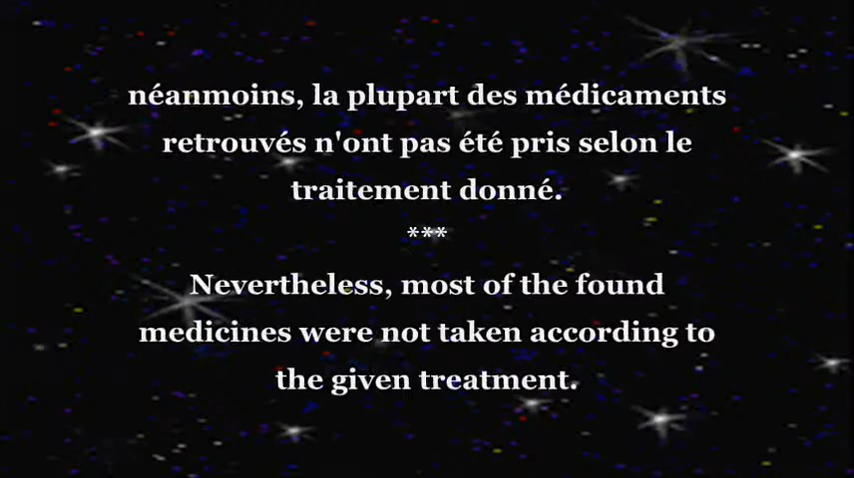 néanmoins, la plupart des médicaments
retrouvés n'ont pas été pris selon le
traitement donné.
***
Nevertheless, most of the found
medicines were not taken according to
the given treatment.